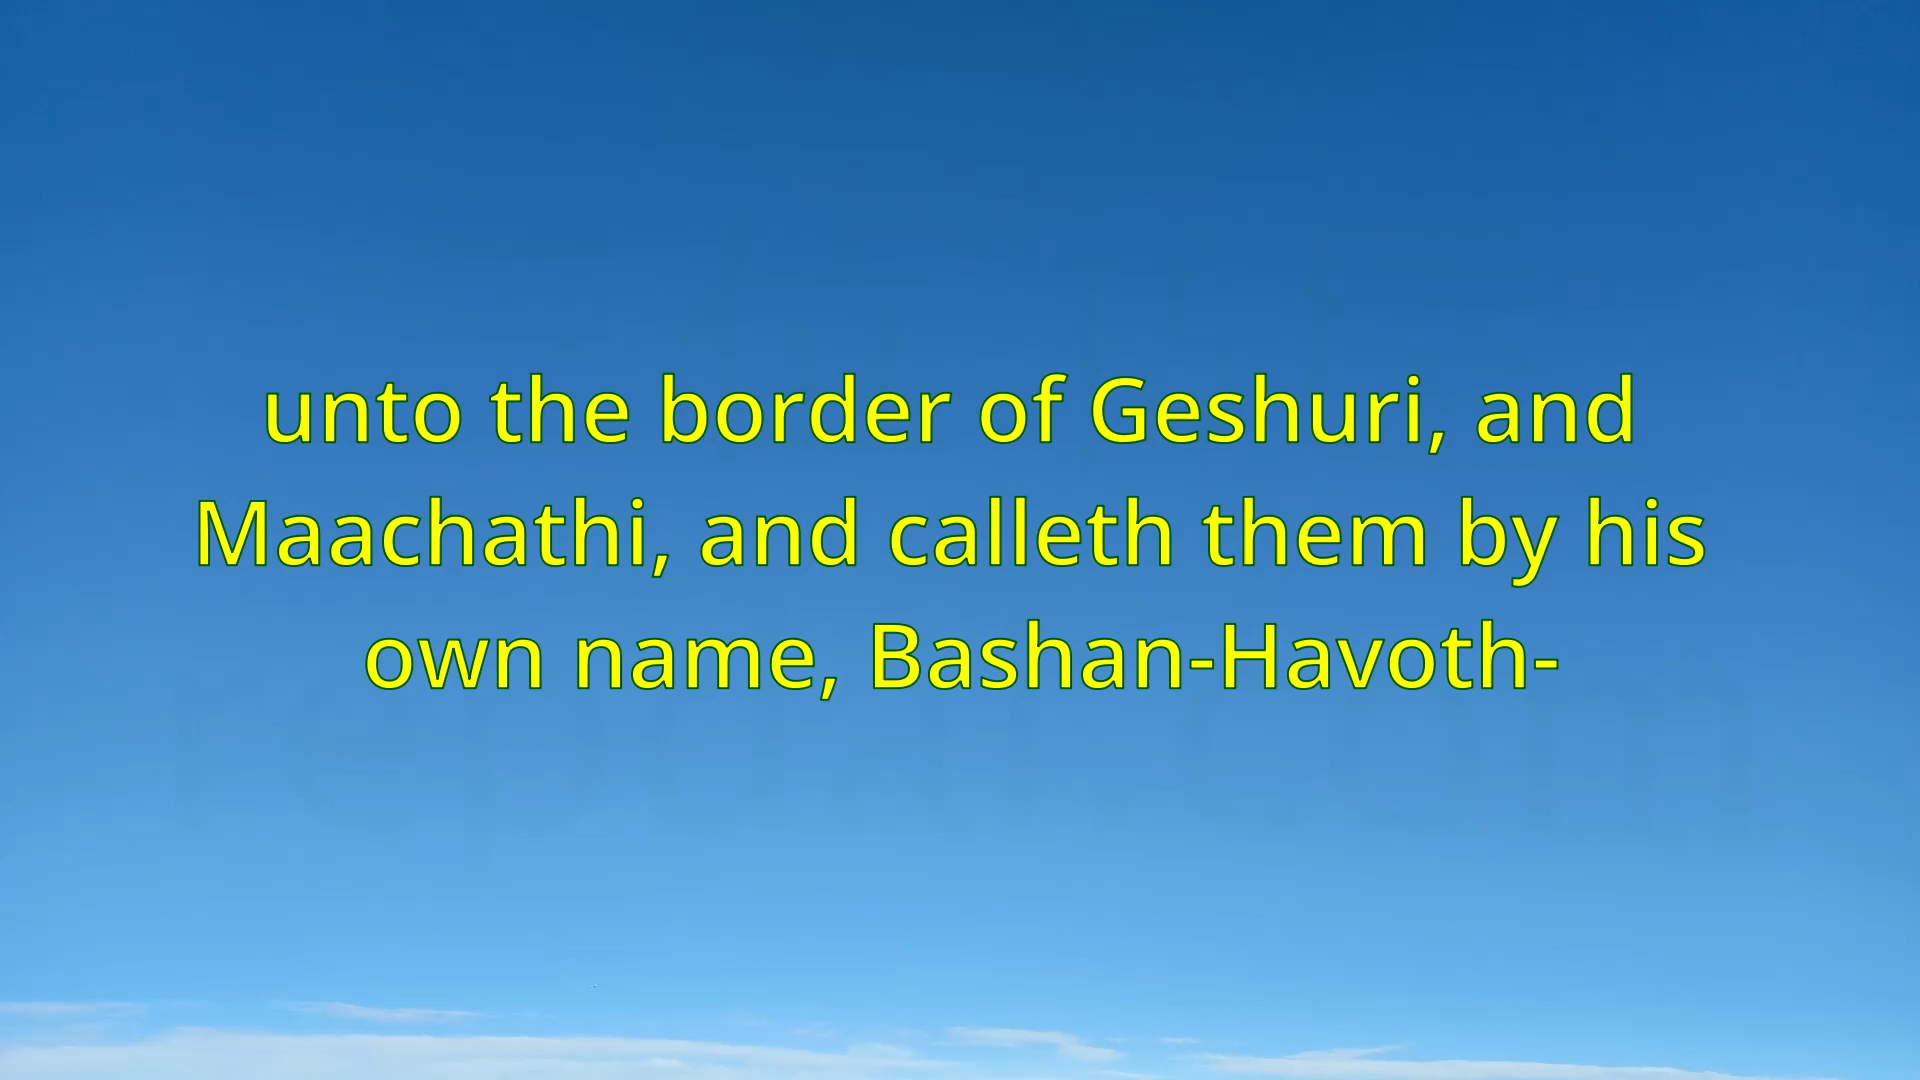 unto the border of Geshuri, and
Maachathi, and calleth them by his
own name, Bashan-Havoth-